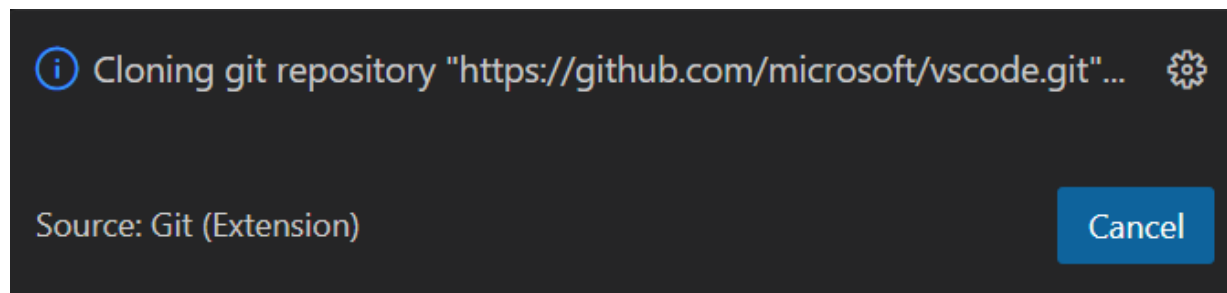 Cloning git repository "https://github.com/microsoft/vscode.git"...
Source: Git (Extension)
Cancel